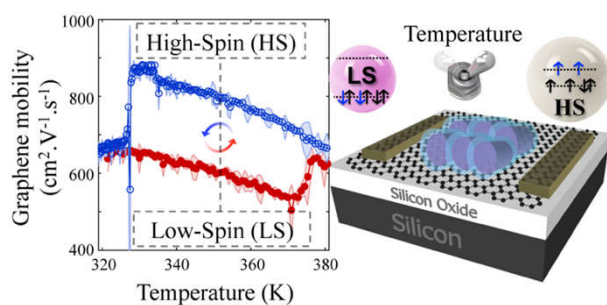 Graphene mobility
(cm².V⁻¹.s⁻¹)
1000
800
600
400
High-Spin (HS)
Low-Spin (LS)
320
340
360
380
Temperature (K)
Temperature
LS
HS
Silicon Oxide
Silicon